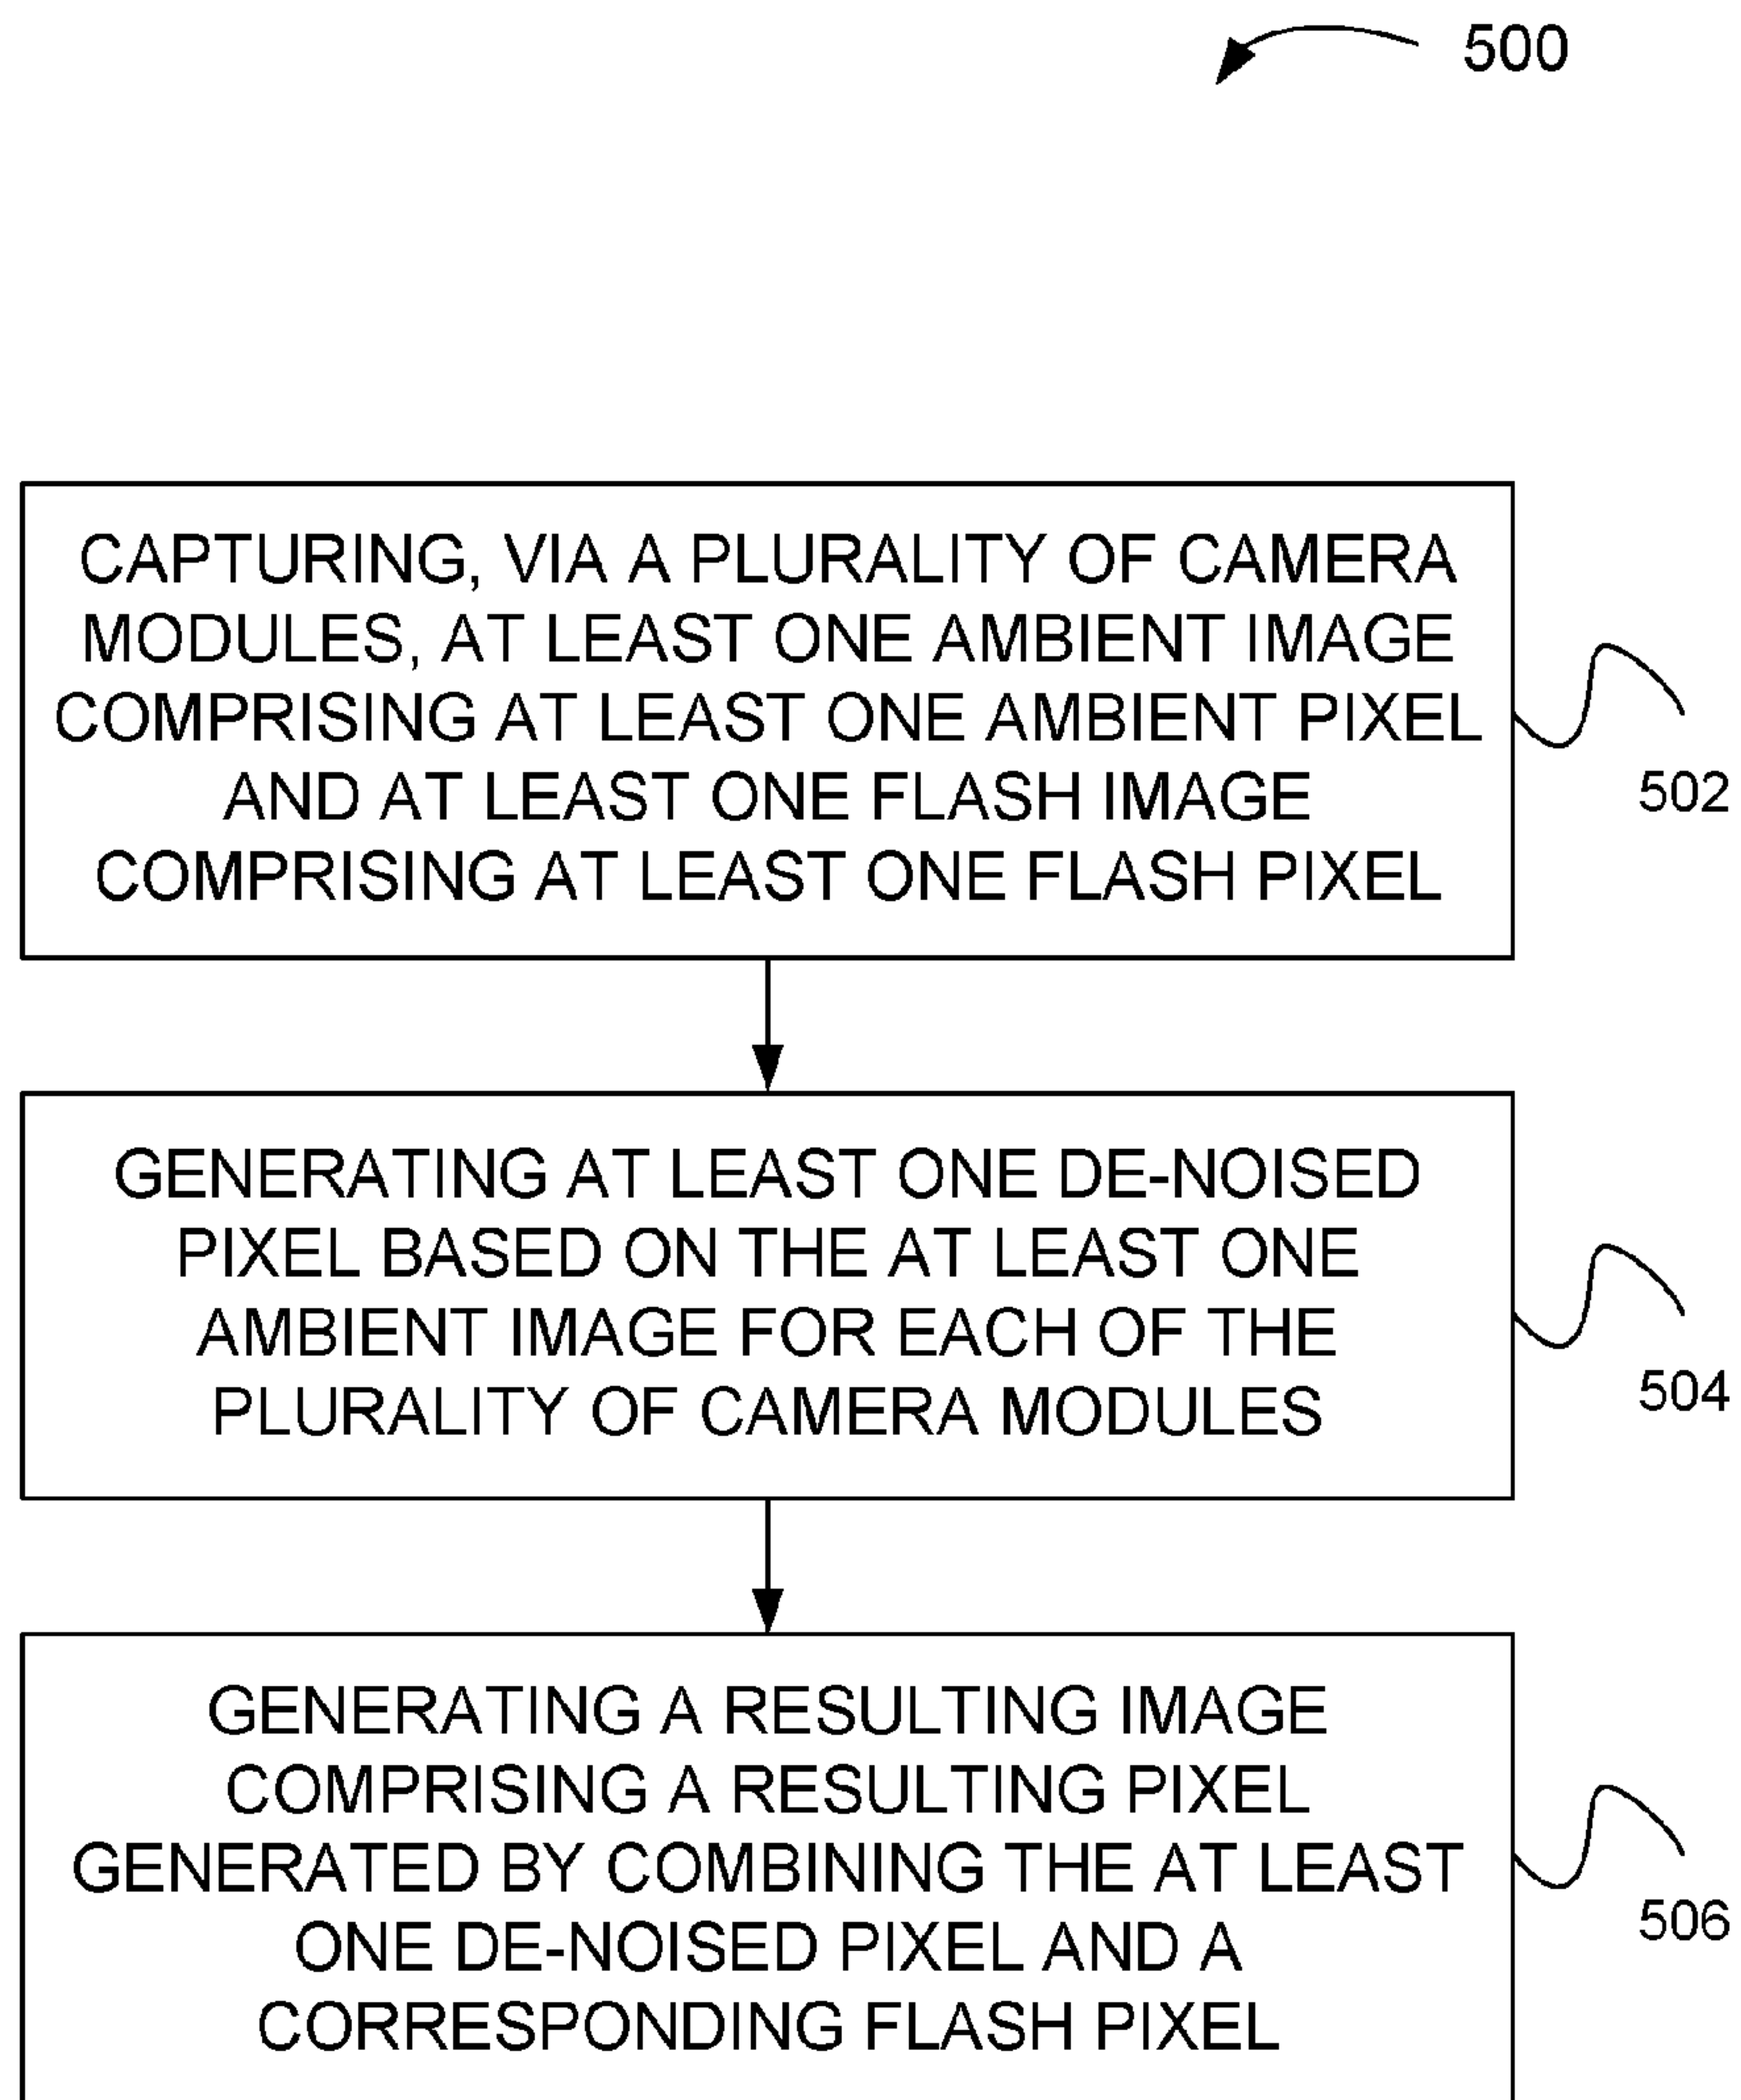 500
CAPTURING, VIA A PLURALITY OF CAMERA
MODULES, AT LEAST ONE AMBIENT IMAGE
COMPRISING AT LEAST ONE AMBIENT PIXEL
AND AT LEAST ONE FLASH IMAGE
COMPRISING AT LEAST ONE FLASH PIXEL
502
GENERATING AT LEAST ONE DE-NOISED
PIXEL BASED ON THE AT LEAST ONE
AMBIENT IMAGE FOR EACH OF THE
PLURALITY OF CAMERA MODULES
504
GENERATING A RESULTING IMAGE
COMPRISING A RESULTING PIXEL
GENERATED BY COMBINING THE AT LEAST
ONE DE-NOISED PIXEL AND A
CORRESPONDING FLASH PIXEL
506